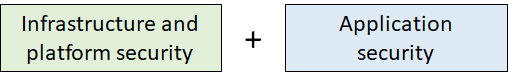 Infrastructure and
platform security
+
Application
security